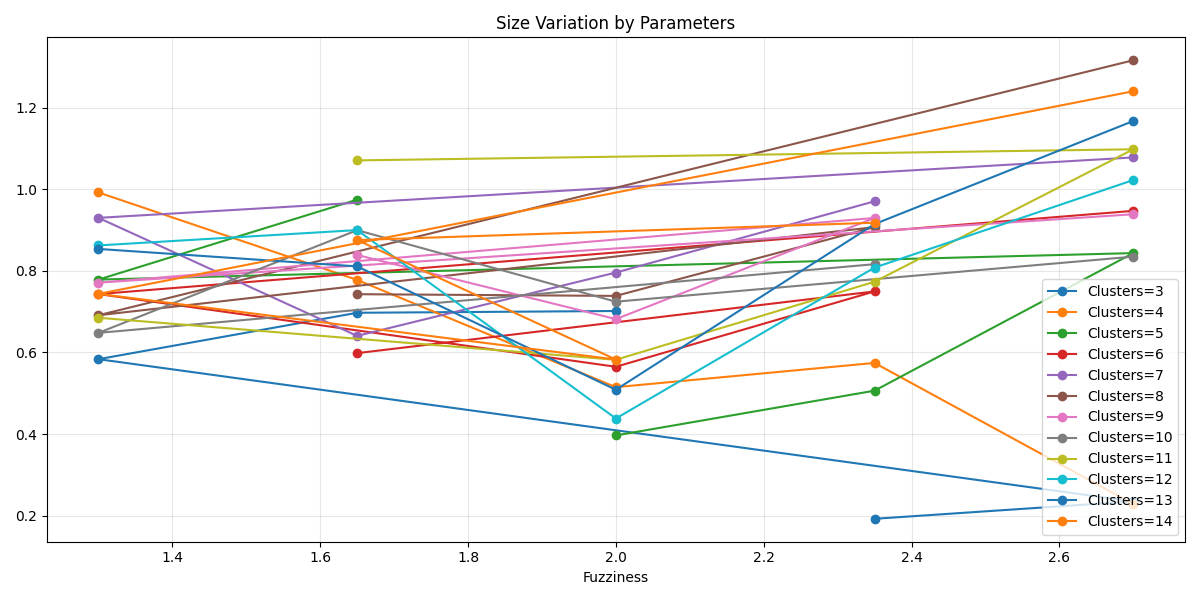 Size Variation by Parameters
1.2
1.0
0.8
0.6
0.4
0.2
1.4
1.6
1.8
2.0
2.2
2.4
2.6
Fuzziness
Clusters=3
Clusters=4
Clusters=5
Clusters=6
Clusters=7
Clusters=8
Clusters=9
Clusters=10
Clusters=11
Clusters=12
Clusters=13
Clusters=14